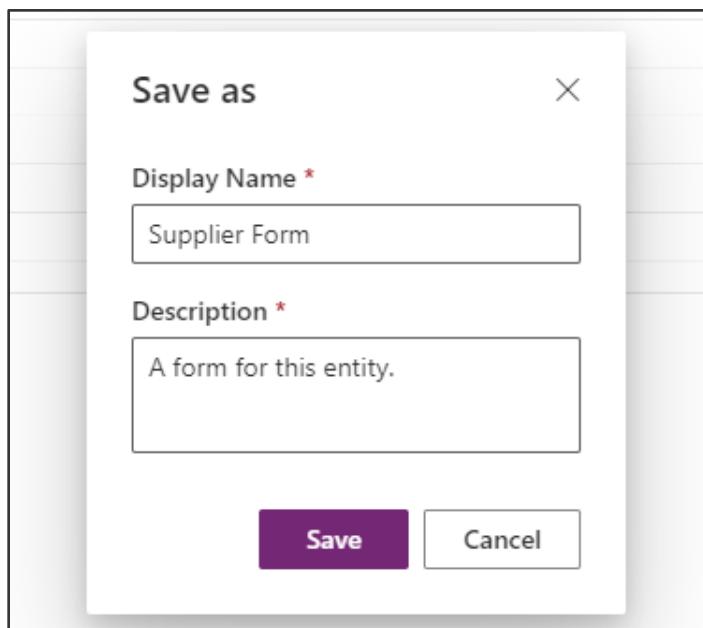 Save as
Display Name *
Supplier Form
Description *
A form for this entity.
Save Cancel